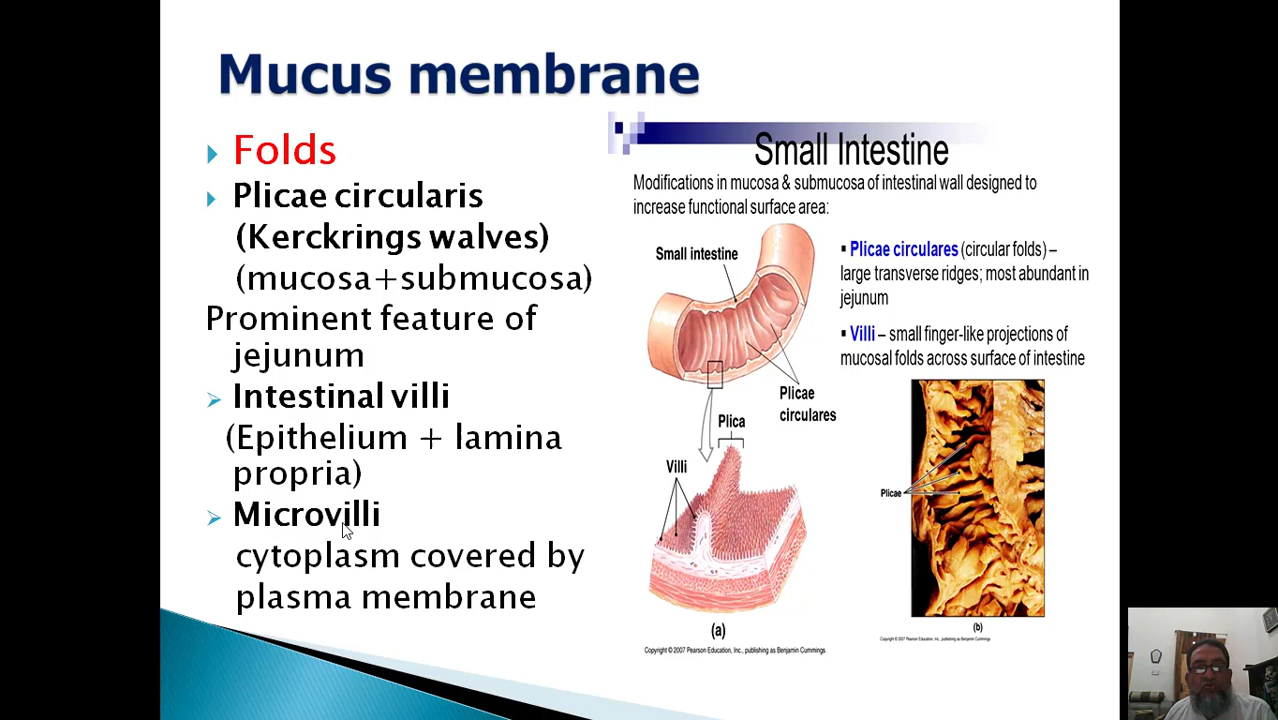 Mucus membrane
Folds
Plicae circularis
(Kerckrings walves)
(mucosa+submucosa)
Prominent feature of
jejunum
Intestinal villi
(Epithelium + lamina
propria)
Microvilli
cytoplasm covered by
plasma membrane
Small Intestine
Modifications in mucosa & submucosa of intestinal wall designed to
increase functional surface area:
Small intestine
Plicae
circulares
Plica
Villi
(a)
Copyright © 2007 Pearson Education, Inc., publishing as Benjamin Cummings
▪ Plicae circulares (circular folds) –
large transverse ridges; most abundant in
jejunum
▪ Villi – small finger-like projections of
mucosal folds across surface of intestine
Plicae
(b)
Copyright © 2007 Pearson Education, Inc., publishing as Benjamin Cummings